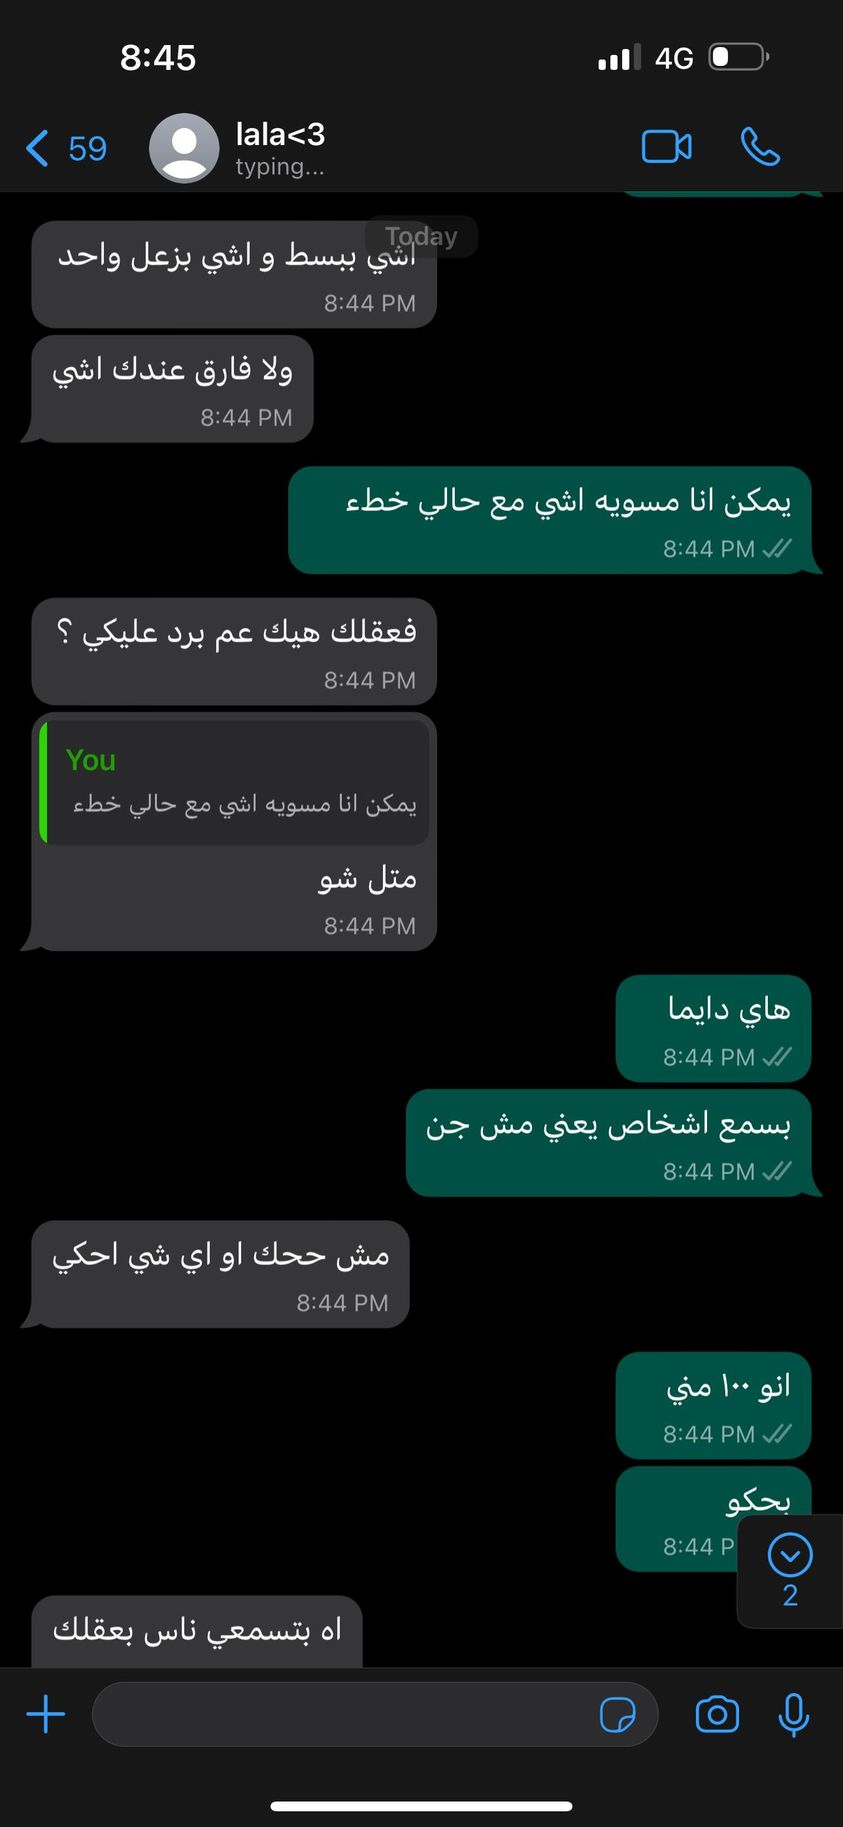 8:45
4G
59
lala<3
typing...
Today
اشي ببسط و اشي بزعل واحد
8:44 PM
ولا فارق عندك اشي
8:44 PM
يمكن انا مسويه اشي مع حالي خطء
8:44 PM
فعقلك هيك عم برد عليكي ؟
8:44 PM
You
يمكن انا مسويه اشي مع حالي خطء
متل شو
8:44 PM
هاي دايما
8:44 PM
بسمع اشخاص يعني مش جن
8:44 PM
مش ححك او اي شي احكي
8:44 PM
انو ١٠٠ مني
8:44 PM
بحكو
8:44 P
2
اه بتسمعي ناس بعقلك